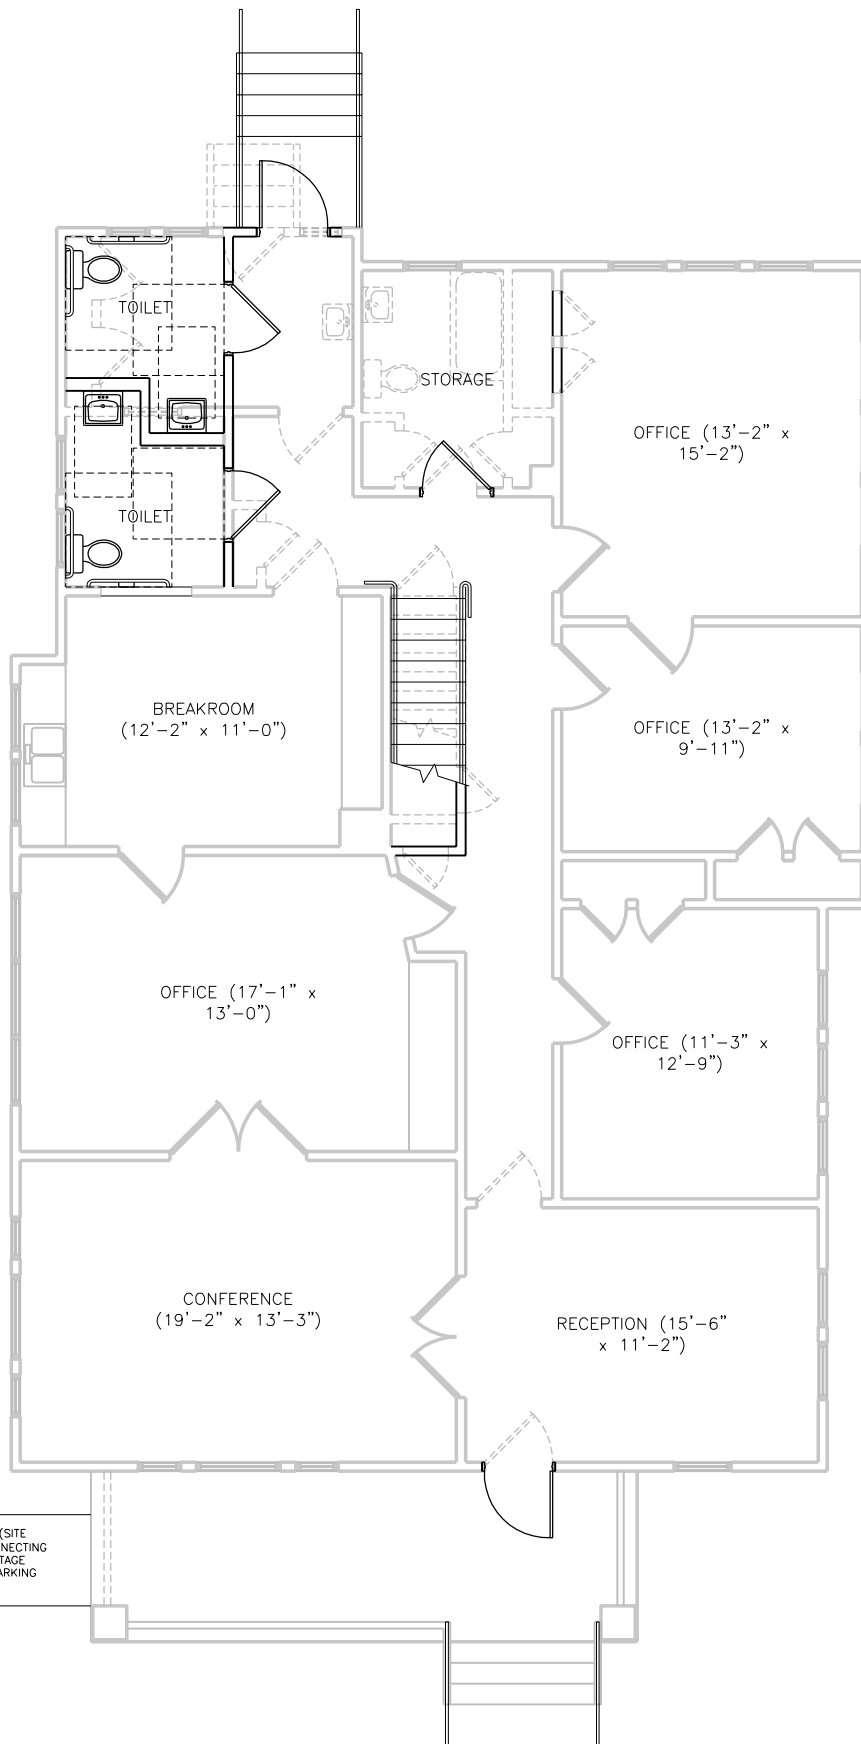 TOILET
STORAGE
OFFICE (13'-2" x
15'-2")
TOILET
BREAKROOM
(12'-2" x 11'-0")
OFFICE (13'-2" x
9'-11")
OFFICE (17'-1" x
13'-0")
OFFICE (11'-3" x
12'-9")
CONFERENCE
(19'-2" x 13'-3")
RECEPTION (15'-6"
x 11'-2")
(SITE
NECTING
TAGE
ARKING